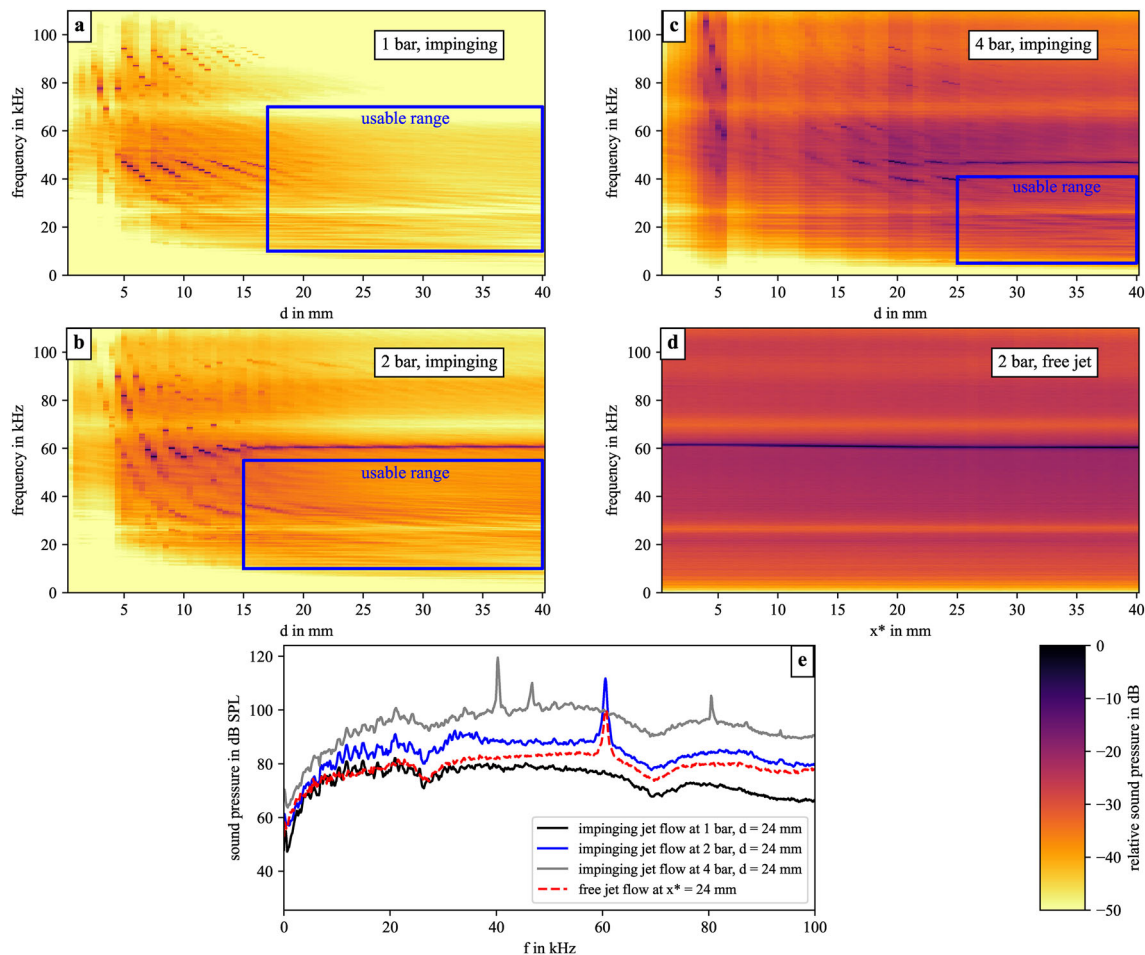 a
1 bar, impinging
usable range
frequency in kHz
100
80
60
40
20
0
5
10
15
20
25
30
35
40
d in mm
c
4 bar, impinging
usable range
frequency in kHz
100
80
60
40
20
0
5
10
15
20
25
30
35
40
d in mm
b
2 bar, impinging
usable range
frequency in kHz
100
80
60
40
20
0
5
10
15
20
25
30
35
40
d in mm
d
2 bar, free jet
frequency in kHz
100
80
60
40
20
0
5
10
15
20
25
30
35
40
x* in mm
e
sound pressure in dB SPL
120
100
80
60
40
0
20
40
60
80
100
f in kHz
impinging jet flow at 1 bar, d = 24 mm
impinging jet flow at 2 bar, d = 24 mm
impinging jet flow at 4 bar, d = 24 mm
free jet flow at x* = 24 mm
0
−10
−20
−30
−40
−50
relative sound pressure in dB